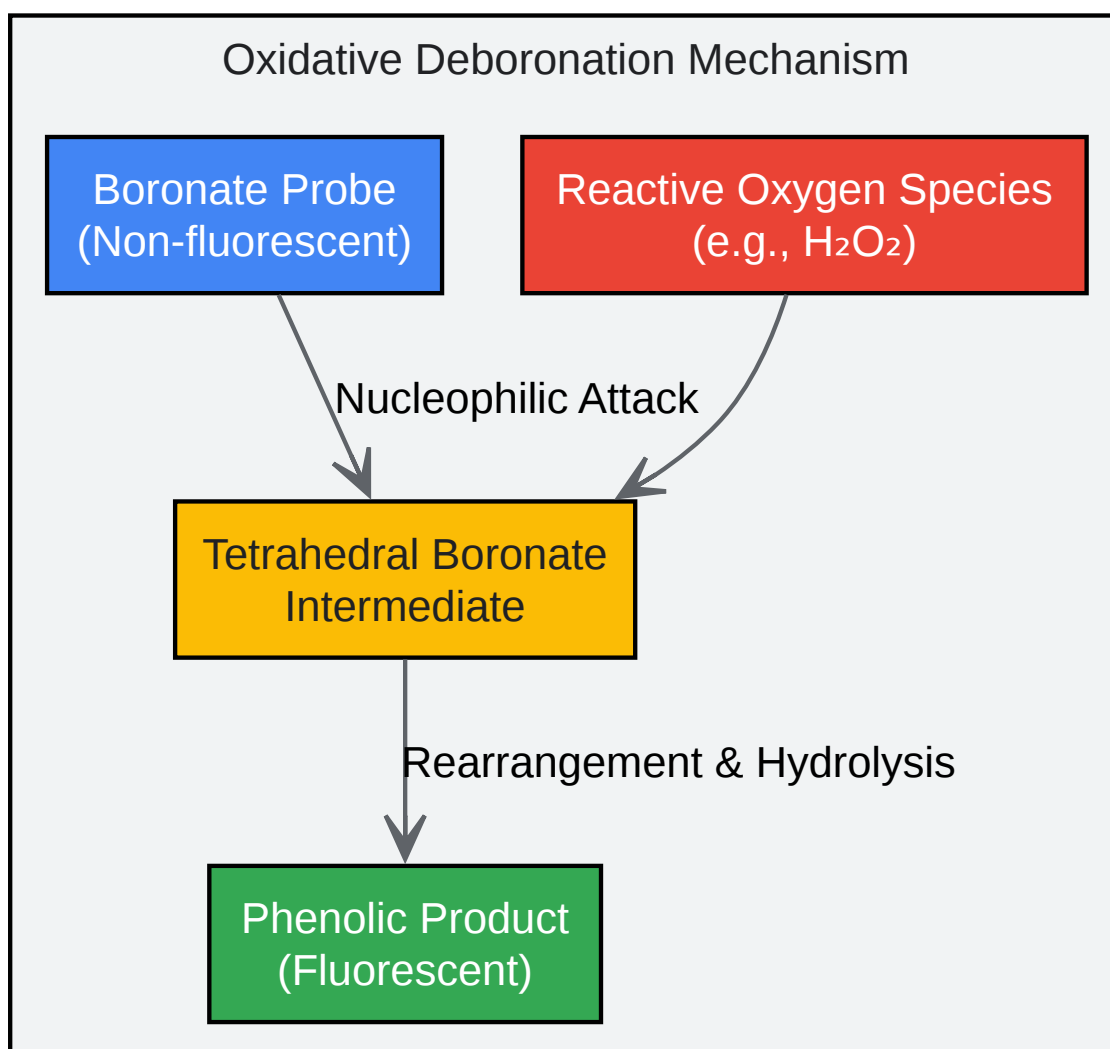 Oxidative Deboronation Mechanism
Boronate Probe
(Non-fluorescent)
Reactive Oxygen Species
(e.g., H₂O₂)
Nucleophilic Attack
Tetrahedral Boronate
Intermediate
Rearrangement & Hydrolysis
Phenolic Product
(Fluorescent)